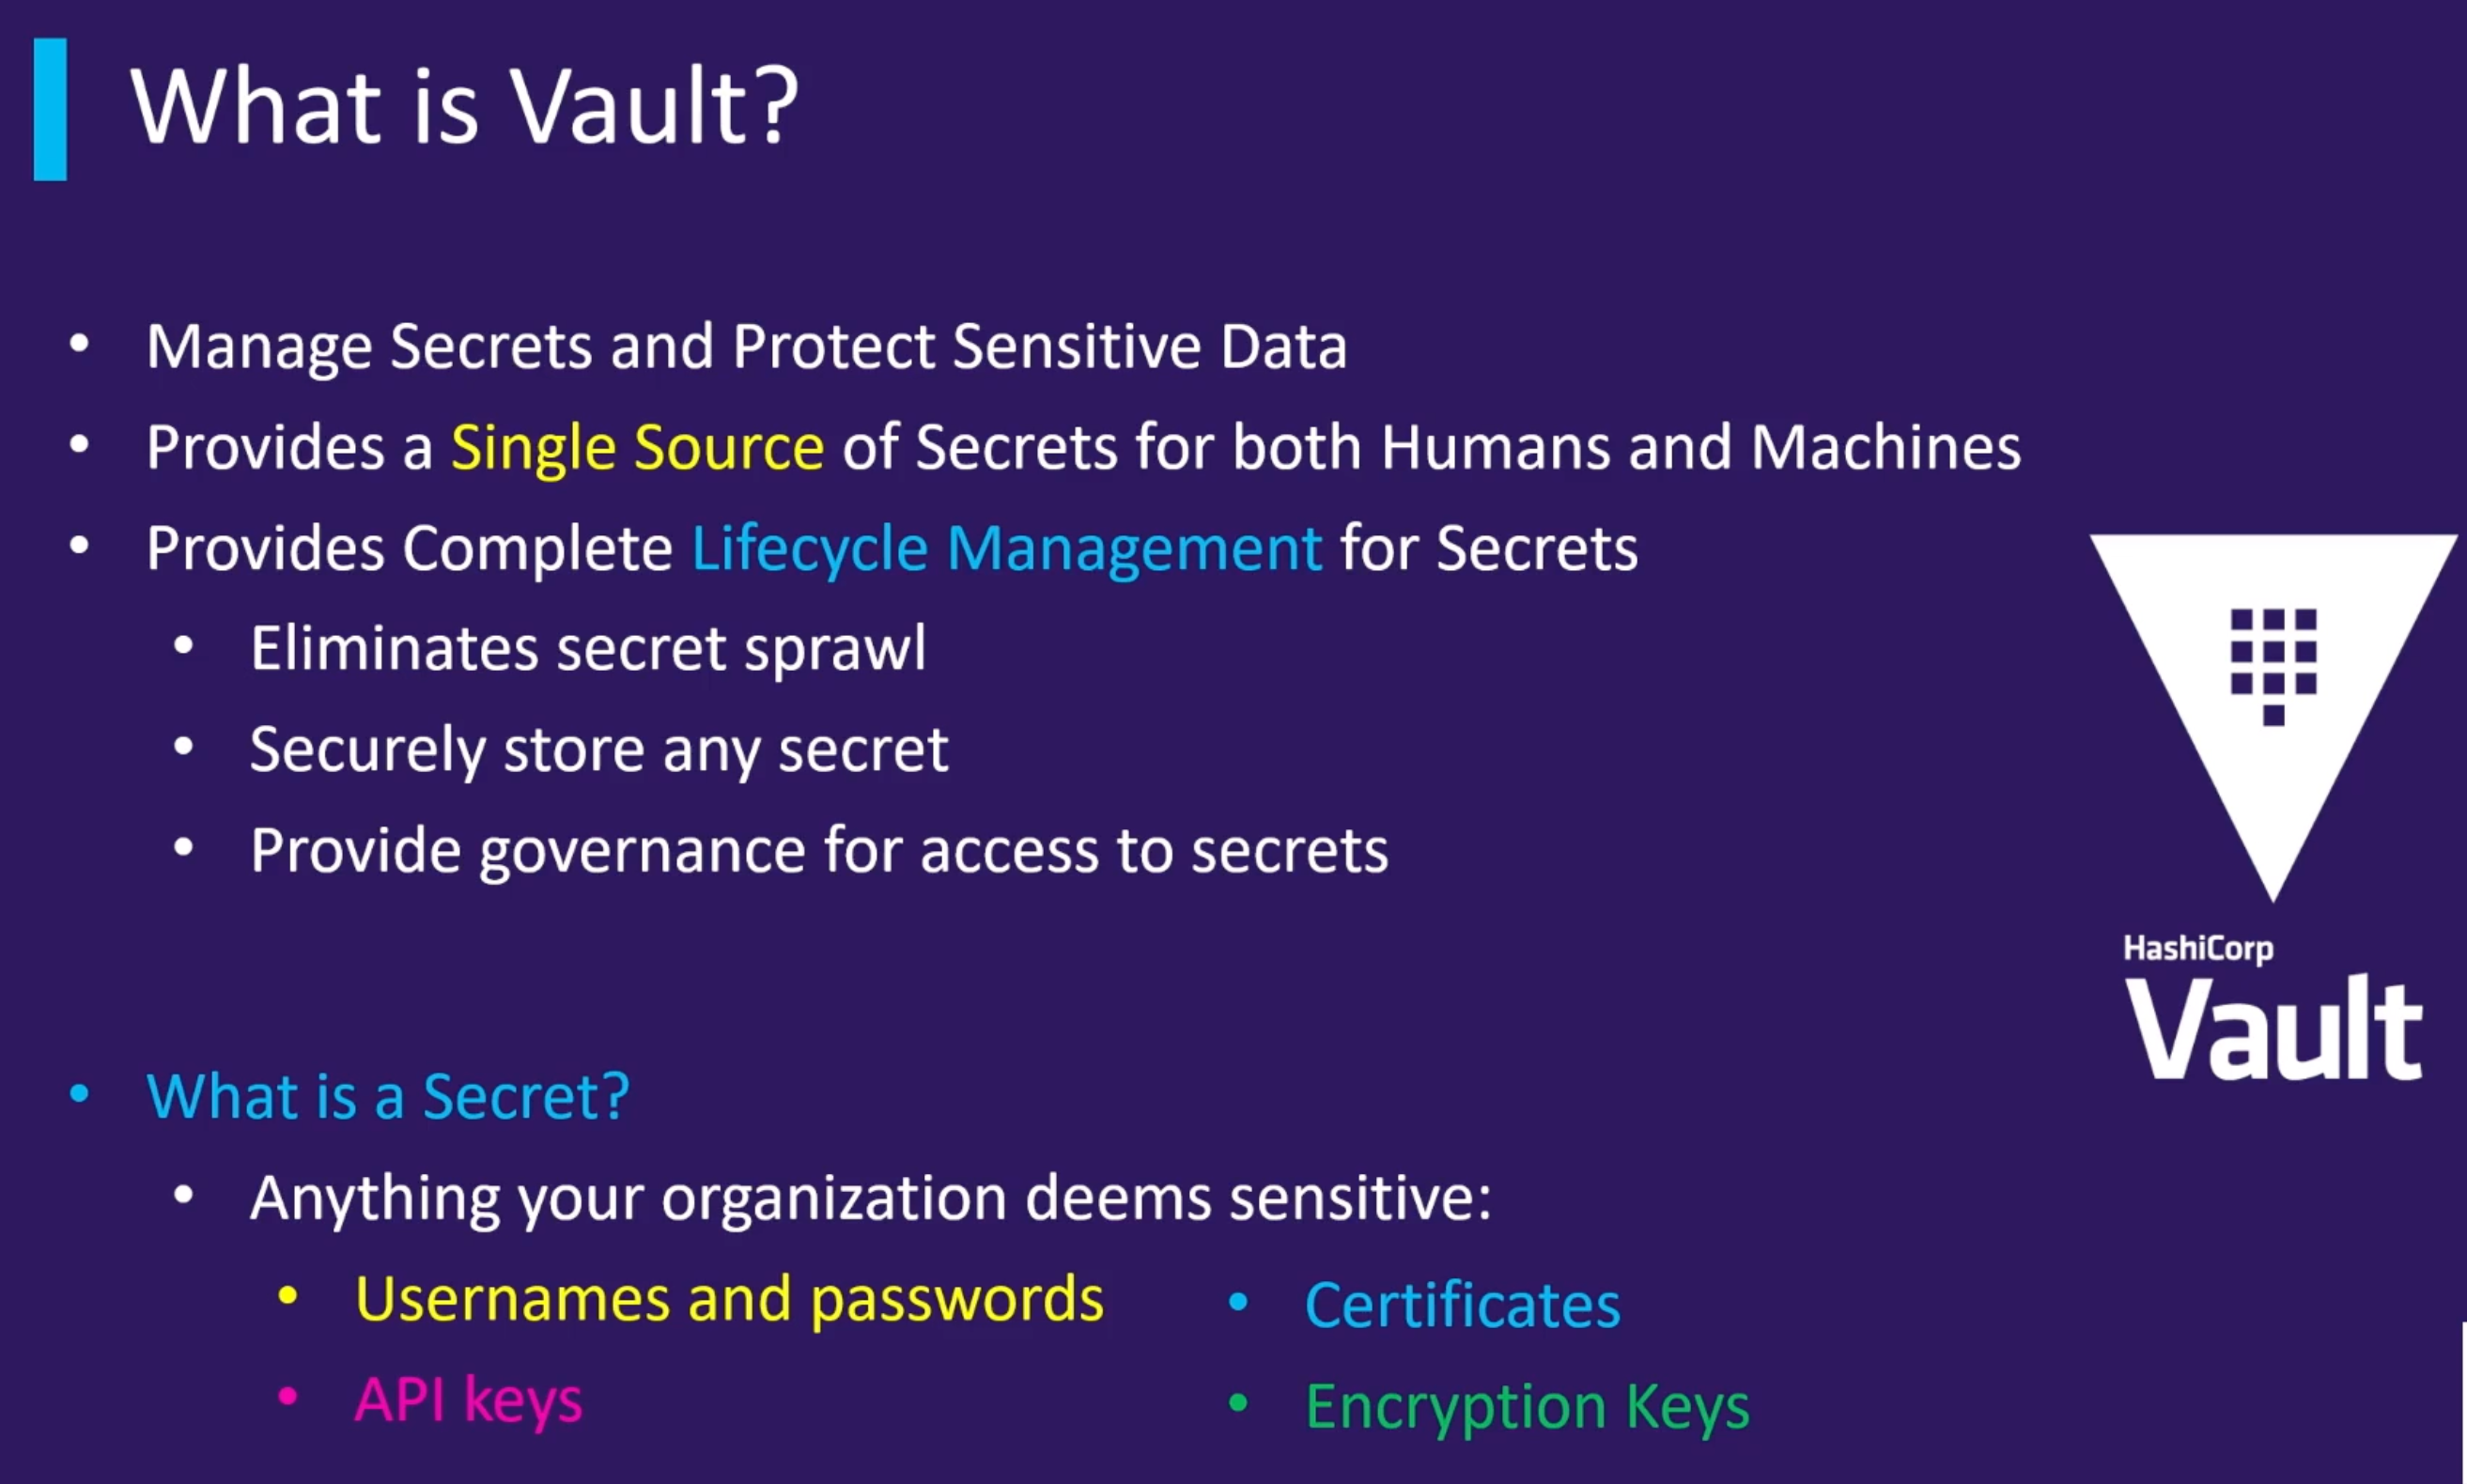 What is Vault?
• Manage Secrets and Protect Sensitive Data
• Provides a Single Source of Secrets for both Humans and Machines
• Provides Complete Lifecycle Management for Secrets
• Eliminates secret sprawl
• Securely store any secret
• Provide governance for access to secrets
HashiCorp
Vault
• What is a Secret?
• Anything your organization deems sensitive:
• Usernames and passwords
• Certificates
• API keys
• Encryption Keys